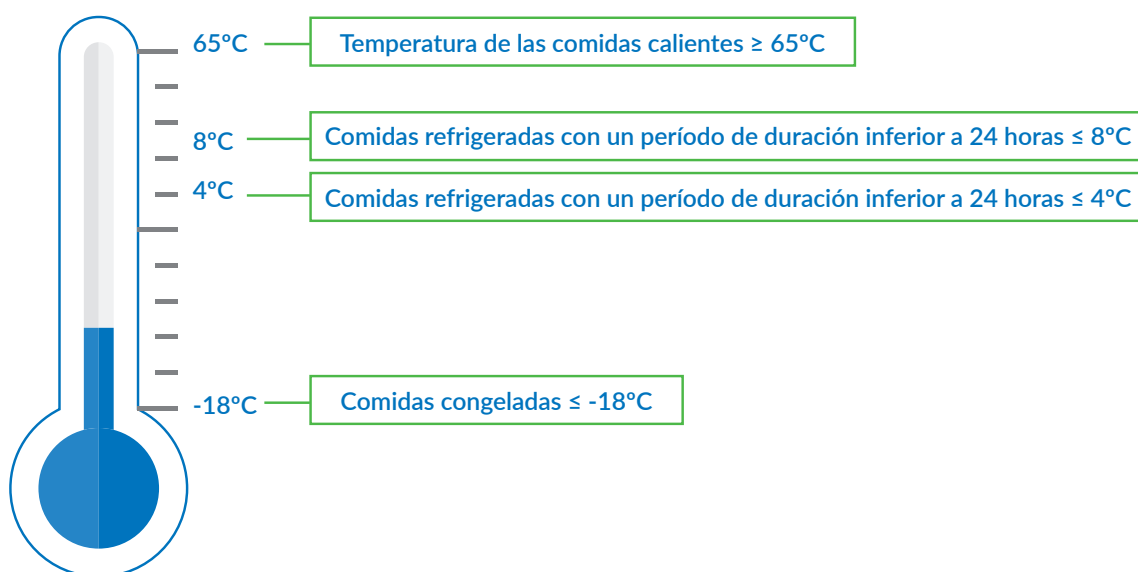 65ºC Temperatura de las comidas calientes ≥ 65ºC
8ºC Comidas refrigeradas con un período de duración inferior a 24 horas ≤ 8ºC
4ºC Comidas refrigeradas con un período de duración inferior a 24 horas ≤ 4ºC
-18ºC Comidas congeladas ≤ -18ºC